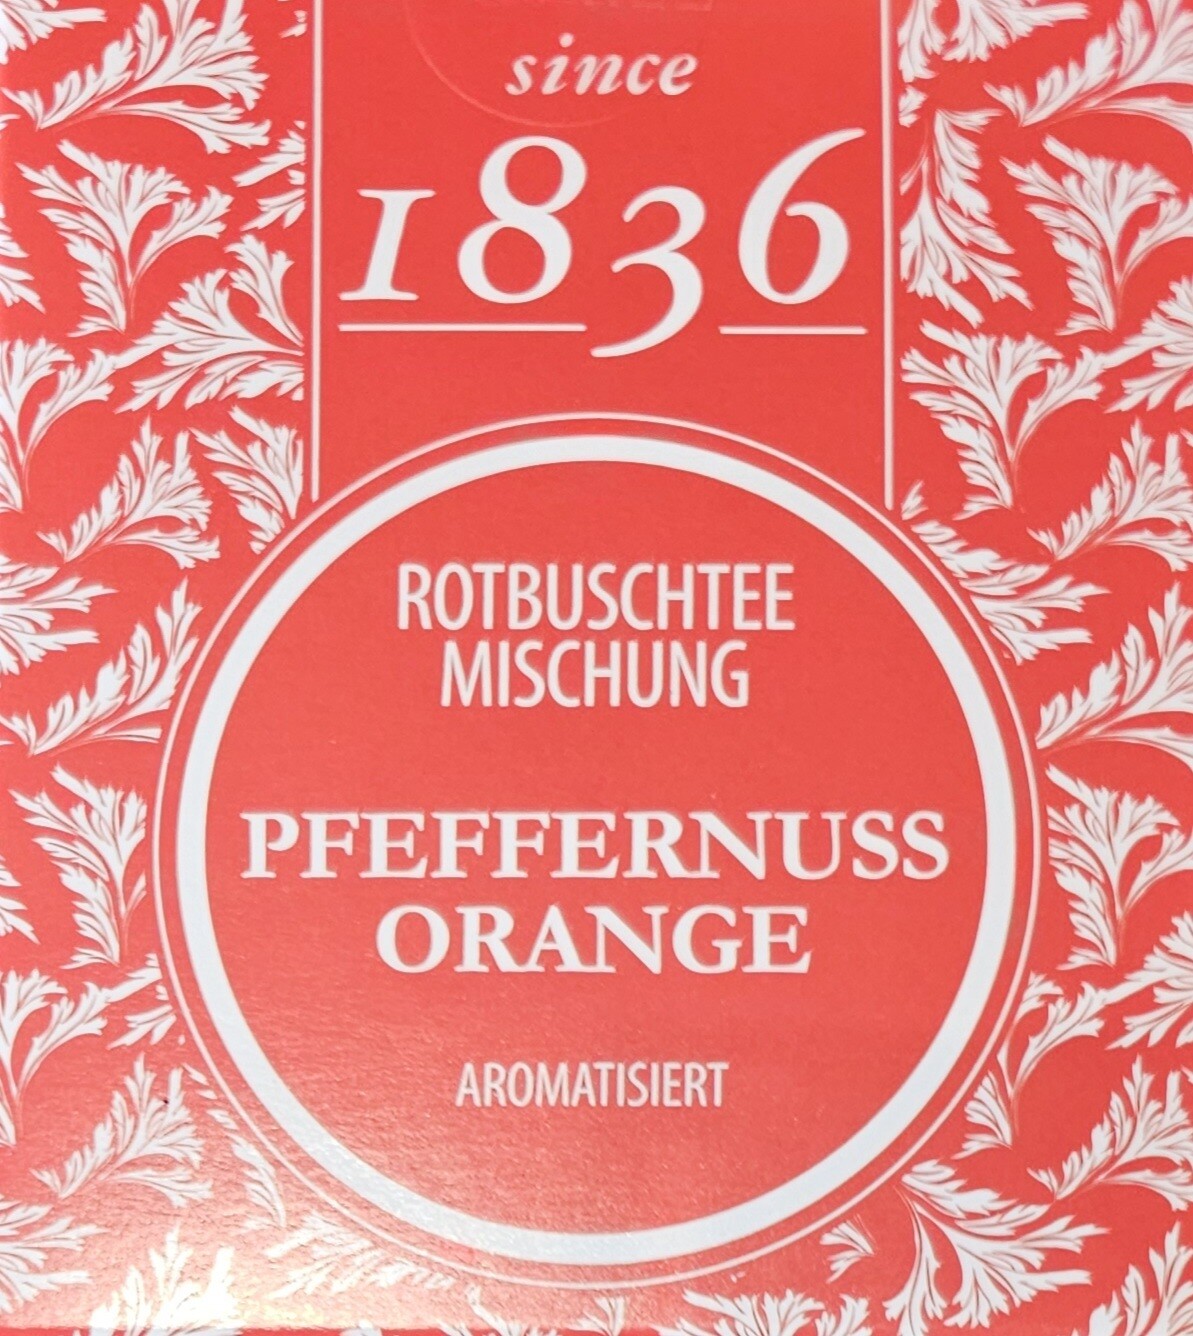 since
1836
ROTBUSCHTEE
MISCHUNG
PFEFFERNUSS
ORANGE
AROMATISIERT